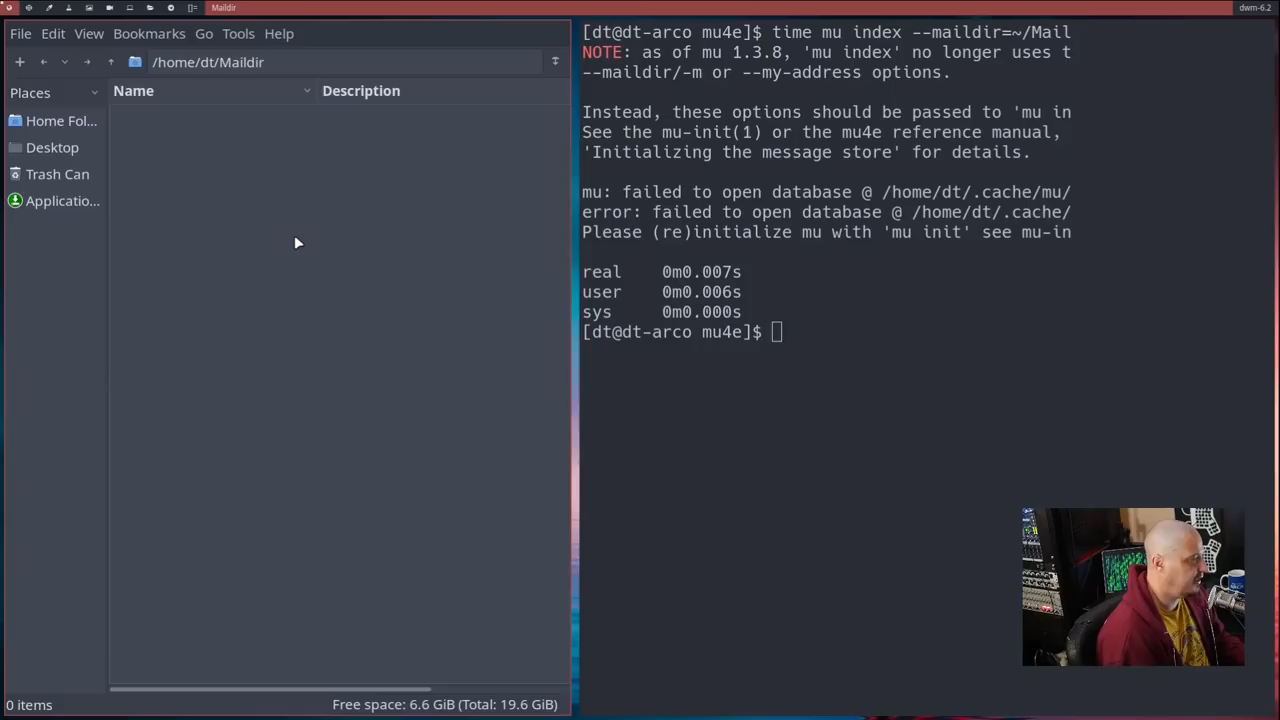 Maildir
dwm-6.2
File Edit View Bookmarks Go Tools Help
/home/dt/Maildir
Places
Name
Description
Home Fol...
Desktop
Trash Can
Applicatio...
0 items
Free space: 6.6 GiB (Total: 19.6 GiB)
[dt@dt-arco mu4e]$ time mu index --maildir=~/Mail
NOTE: as of mu 1.3.8, 'mu index' no longer uses t
--maildir/-m or --my-address options.
Instead, these options should be passed to 'mu in
See the mu-init(1) or the mu4e reference manual,
'Initializing the message store' for details.
mu: failed to open database @ /home/dt/.cache/mu/
error: failed to open database @ /home/dt/.cache/
Please (re)initialize mu with 'mu init' see mu-in
real 0m0.007s
user 0m0.006s
sys 0m0.000s
[dt@dt-arco mu4e]$